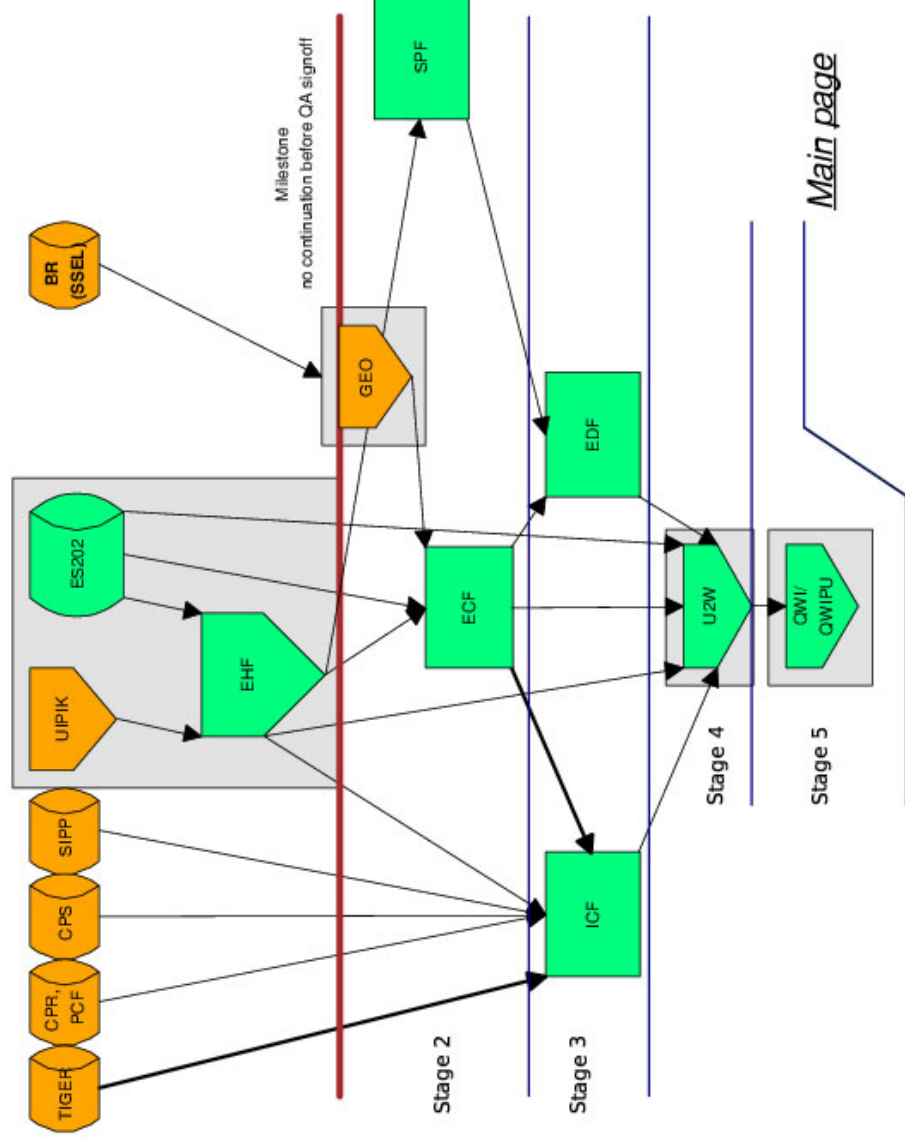 TIGER
CPR,
PCF
CPS
SIPP
UIPIK
ES202
BR
(SSEL)
EHF
Milestone
no continuation before QA signoff
GEO
SPF
Stage 2
ECF
Stage 3
ICF
EDF
Stage 4
U2W
Stage 5
QWI/
QWIPU
Main page